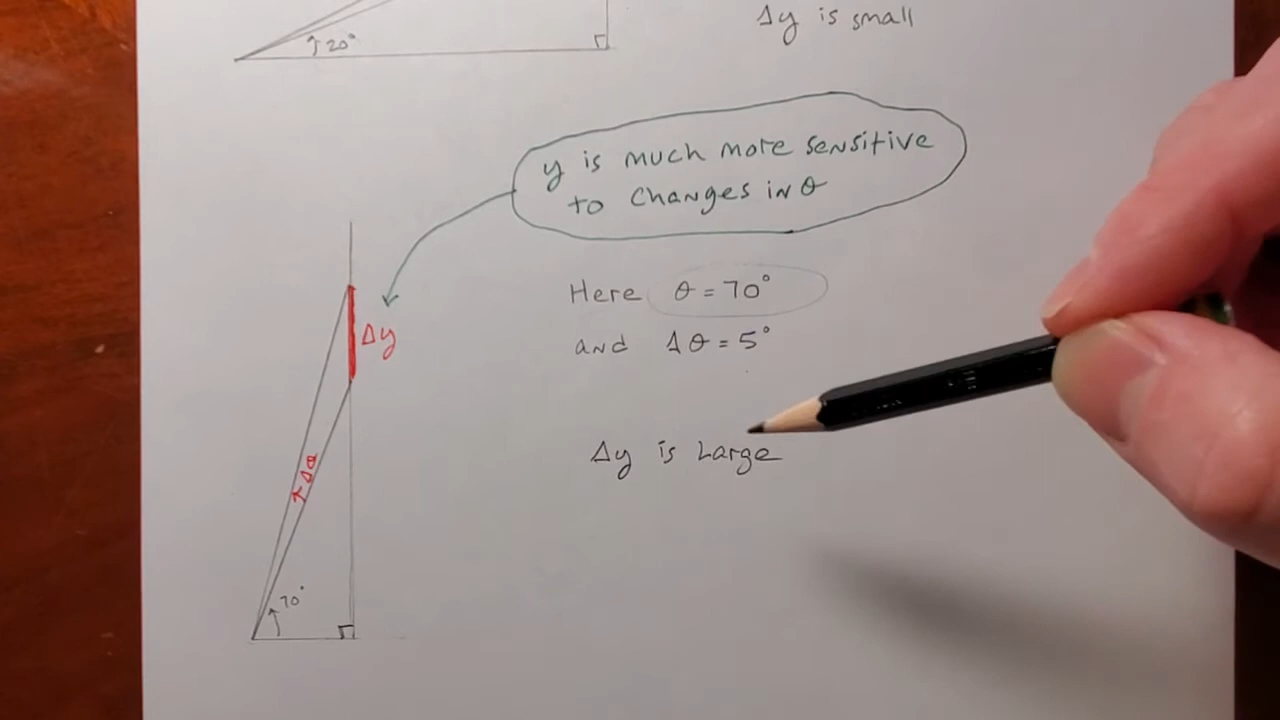 Δy is small
↑20°
y is much more sensitive
to changes in θ
Here θ = 70°
Δy
and Δθ = 5°
Δy is Large
↑Δθ
70°